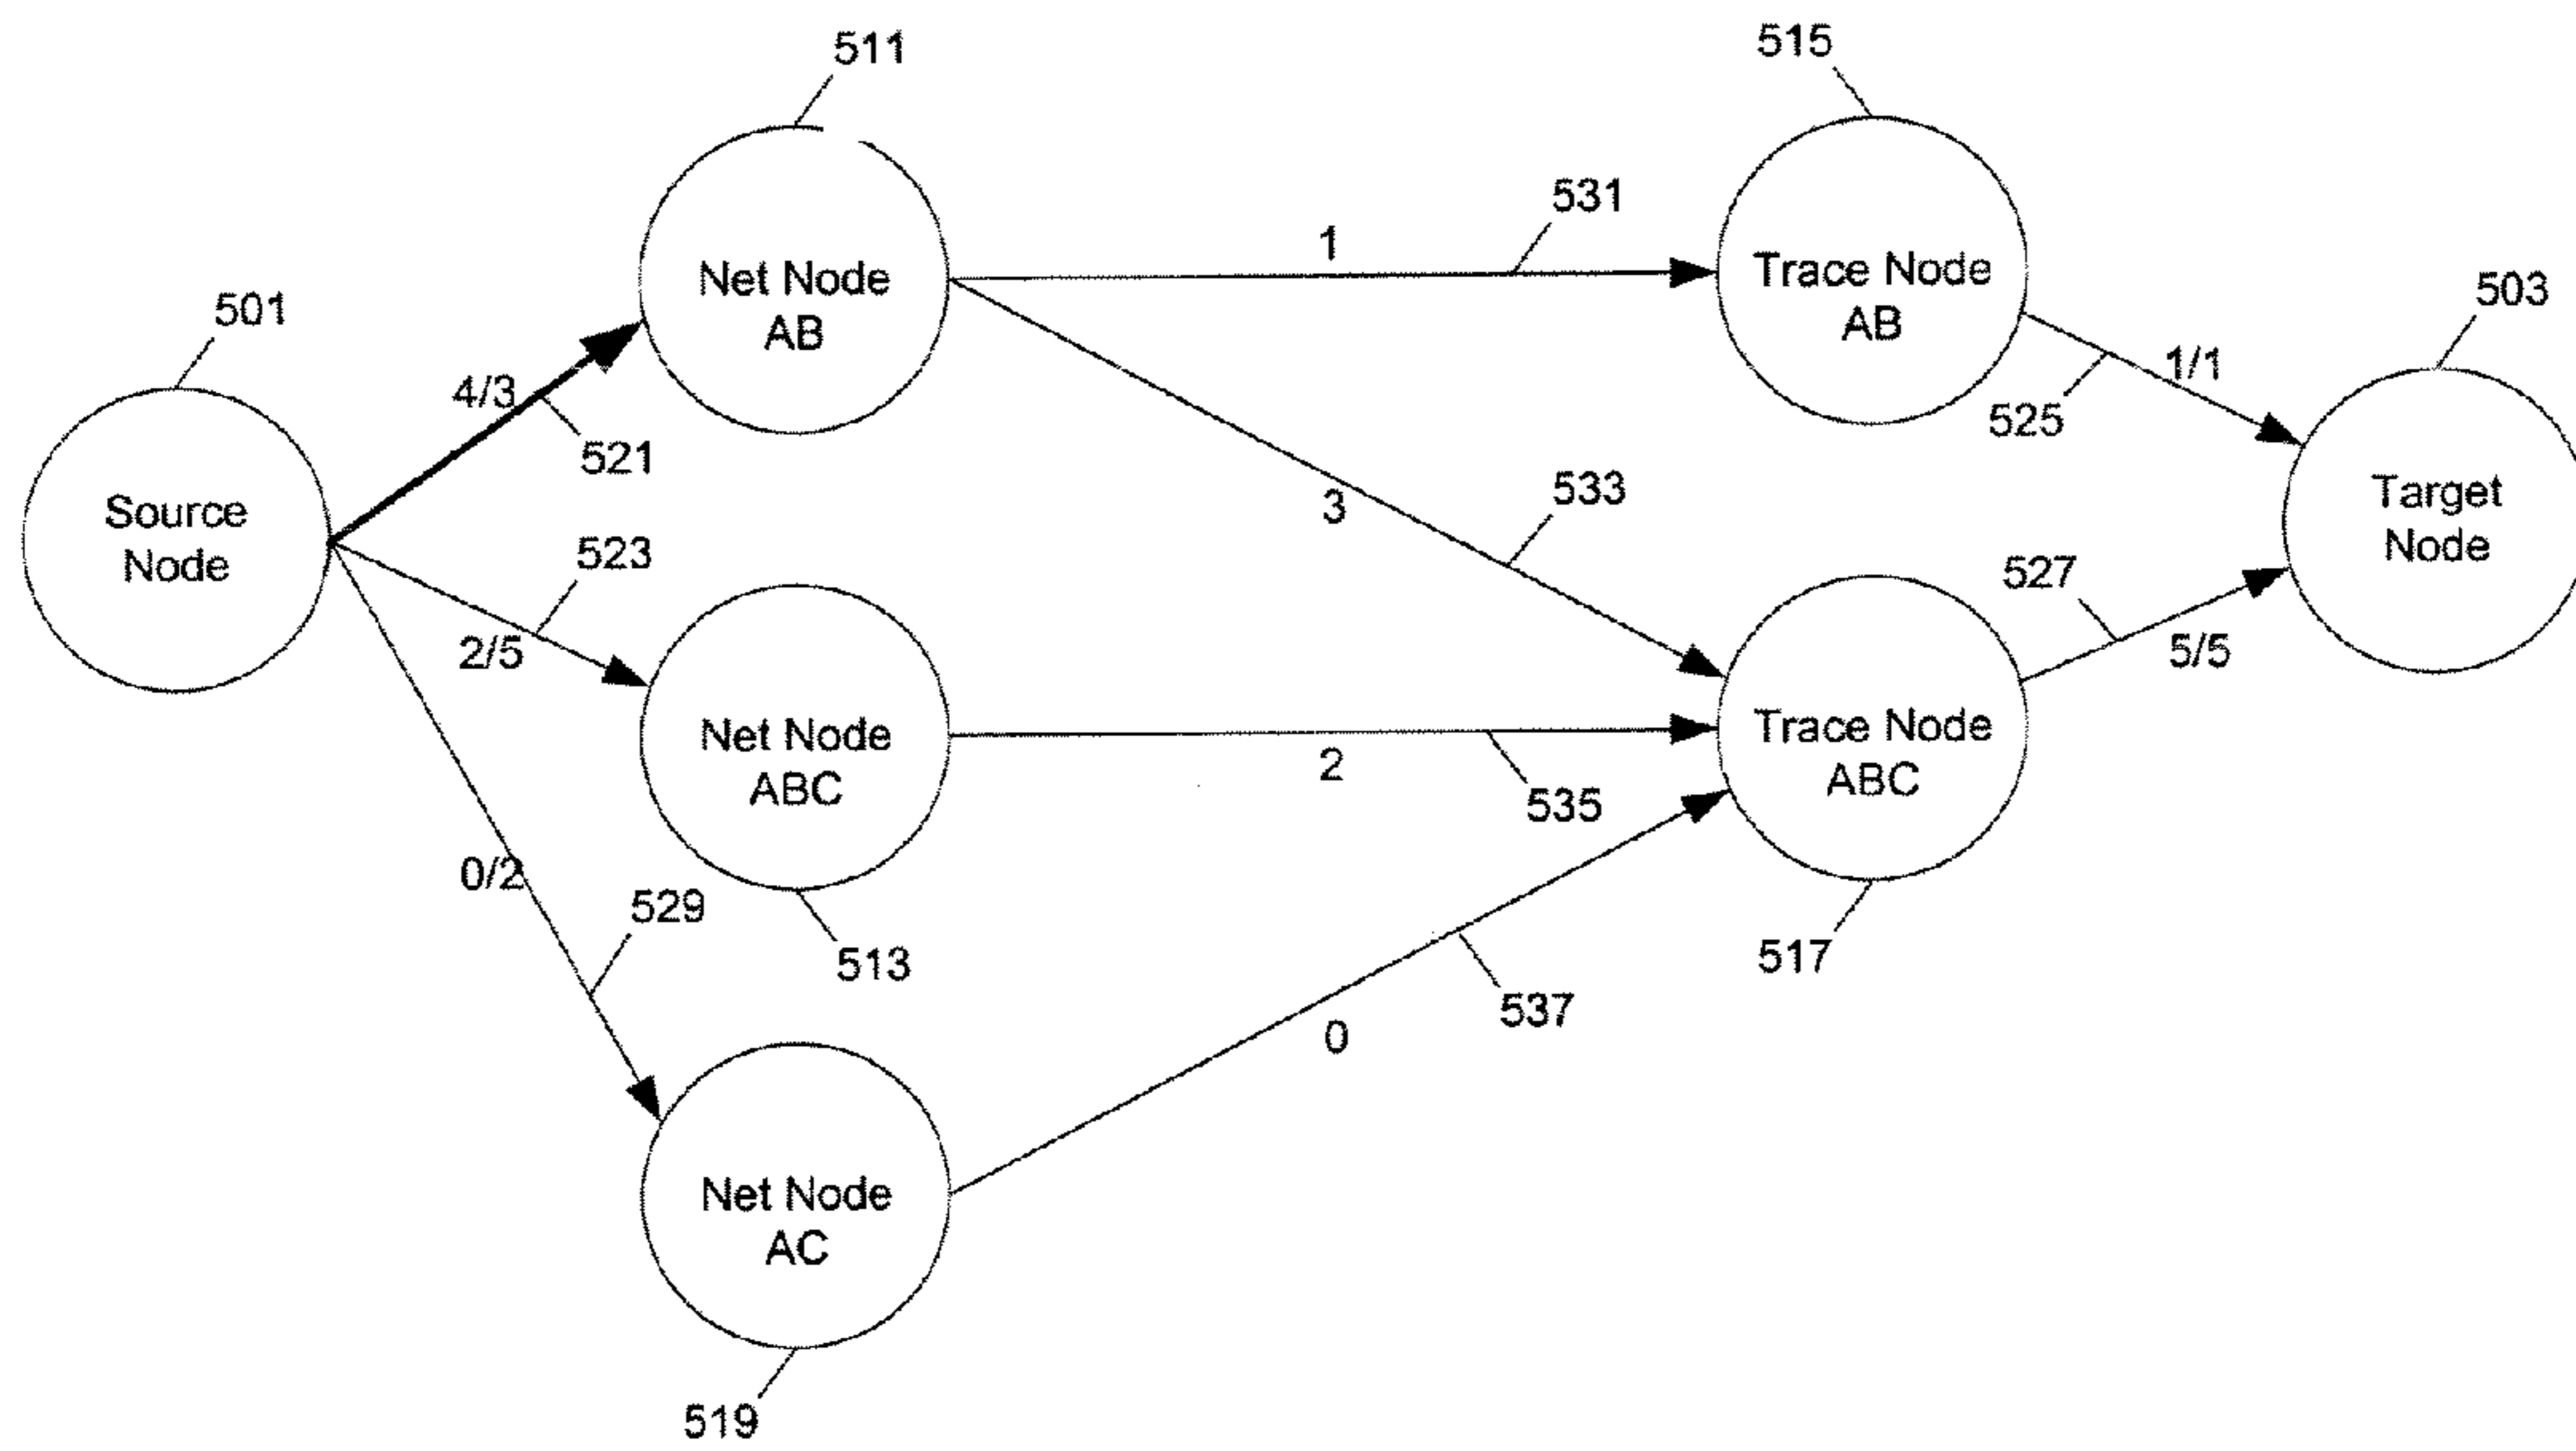 511
515
531
1
Net Node
AB
Trace Node
AB
503
501
4/3
521
1/1
525
533
3
Source
Node
Target
Node
523
2/5
527
5/5
Net Node
ABC
Trace Node
ABC
2
535
0/2
529
513
517
537
0
Net Node
AC
519